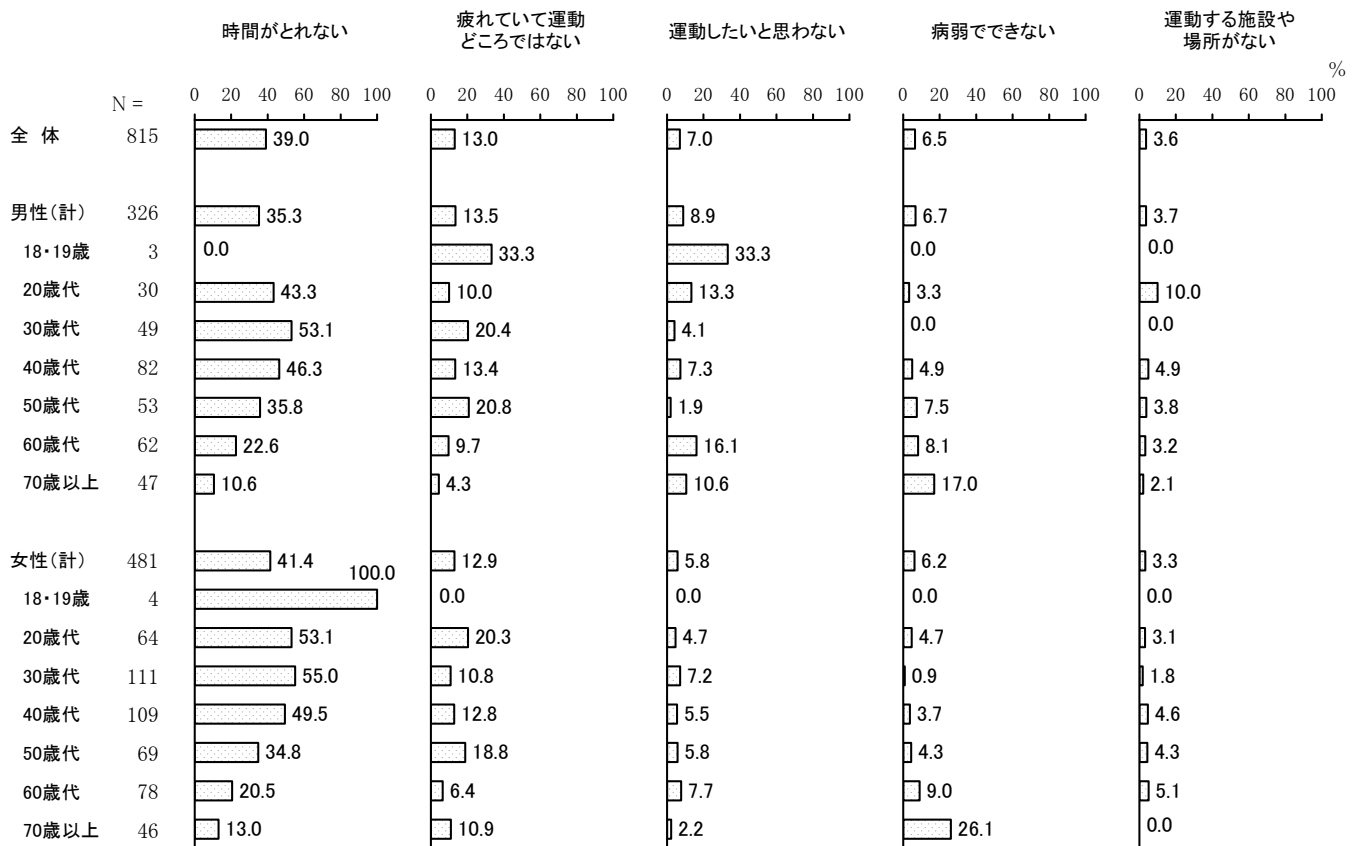 時間がとれない 疲れていて運動どころではない 運動したいと思わない 病弱でできない 運動する施設や場所がない
%
N = 0 20 40 60 80 100 0 20 40 60 80 100 0 20 40 60 80 100 0 20 40 60 80 100 0 20 40 60 80 100
全 体 815 39.0 13.0 7.0 6.5 3.6
男性(計) 326 35.3 13.5 8.9 6.7 3.7
18・19歳 3 0.0 33.3 33.3 0.0 0.0
20歳代 30 43.3 10.0 13.3 3.3 10.0
30歳代 49 53.1 20.4 4.1 0.0 0.0
40歳代 82 46.3 13.4 7.3 4.9 4.9
50歳代 53 35.8 20.8 1.9 7.5 3.8
60歳代 62 22.6 9.7 16.1 8.1 3.2
70歳以上 47 10.6 4.3 10.6 17.0 2.1
女性(計) 481 41.4 12.9 5.8 6.2 3.3
18・19歳 4 100.0 0.0 0.0 0.0 0.0
20歳代 64 53.1 20.3 4.7 4.7 3.1
30歳代 111 55.0 10.8 7.2 0.9 1.8
40歳代 109 49.5 12.8 5.5 3.7 4.6
50歳代 69 34.8 18.8 5.8 4.3 4.3
60歳代 78 20.5 6.4 7.7 9.0 5.1
70歳以上 46 13.0 10.9 2.2 26.1 0.0